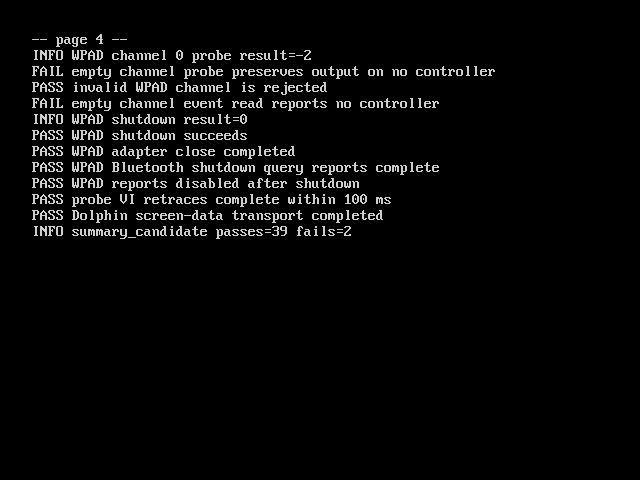 -- page 4 --
INFO WPAD channel 0 probe result=-2
FAIL empty channel probe preserves output on no controller
PASS invalid WPAD channel is rejected
FAIL empty channel event read reports no controller
INFO WPAD shutdown result=0
PASS WPAD shutdown succeeds
PASS WPAD adapter close completed
PASS WPAD Bluetooth shutdown query reports complete
PASS WPAD reports disabled after shutdown
PASS probe VI retraces complete within 100 ms
PASS Dolphin screen-data transport completed
INFO summary_candidate passes=39 fails=2